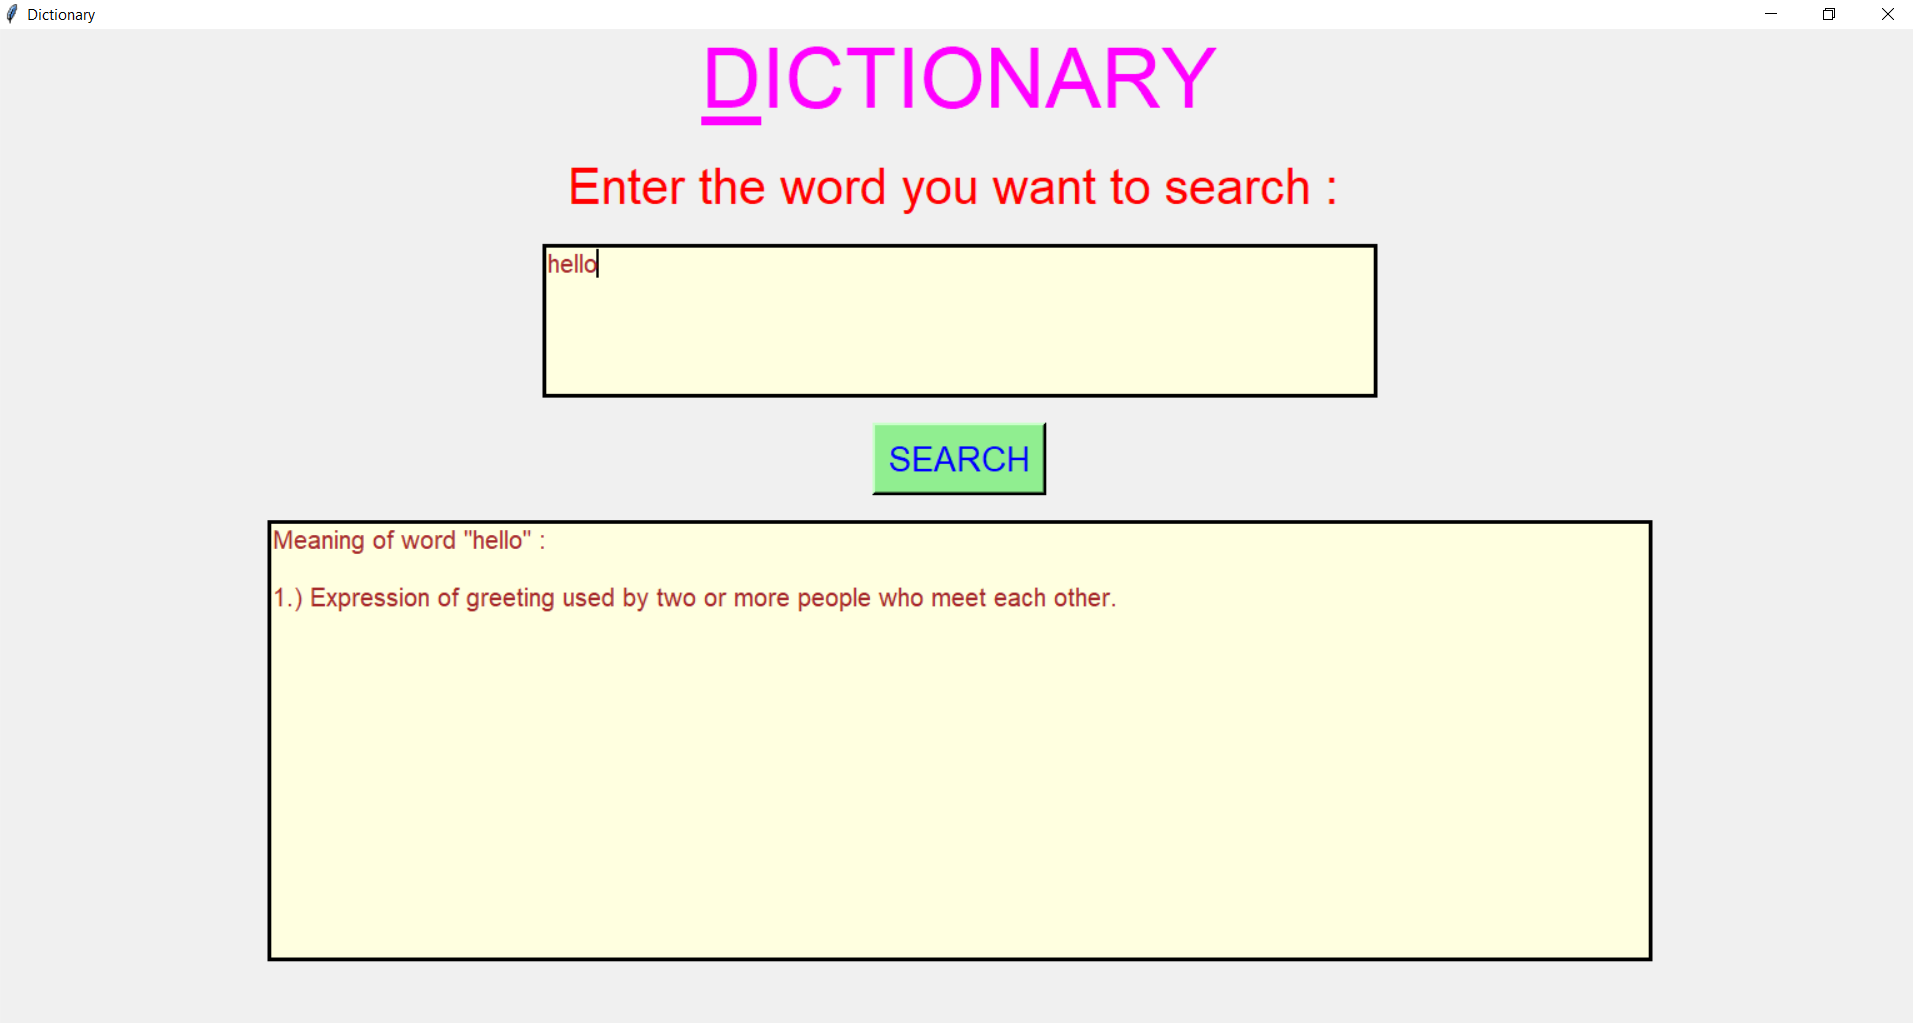 Dictionary
DICTIONARY
Enter the word you want to search :
hello
SEARCH
Meaning of word "hello" :
1.) Expression of greeting used by two or more people who meet each other.